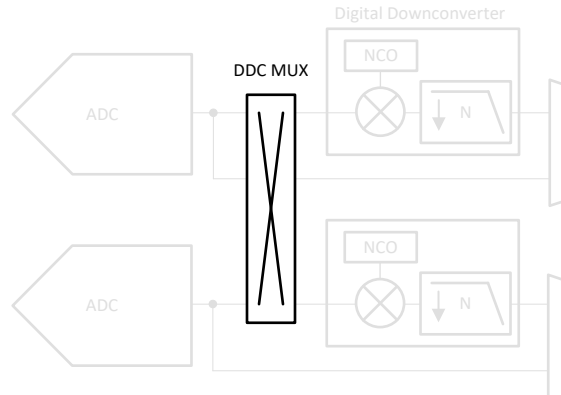 Digital Downconverter
NCO
DDC MUX
ADC
N
NCO
ADC
N